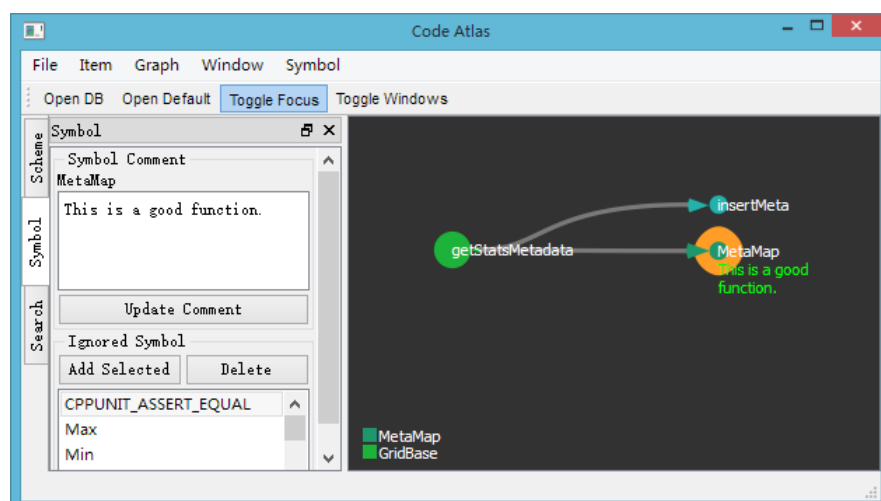 Code Atlas
File Item Graph Window Symbol
Open DB Open Default Toggle Focus Toggle Windows
Scheme
Symbol
Search
Symbol
Symbol Comment
MetaMap
This is a good function.
Update Comment
Ignored Symbol
Add Selected Delete
CPPUNIT_ASSERT_EQUAL
Max
Min
insertMeta
getStatsMetadata
MetaMap
This is a good
function.
MetaMap
GridBase